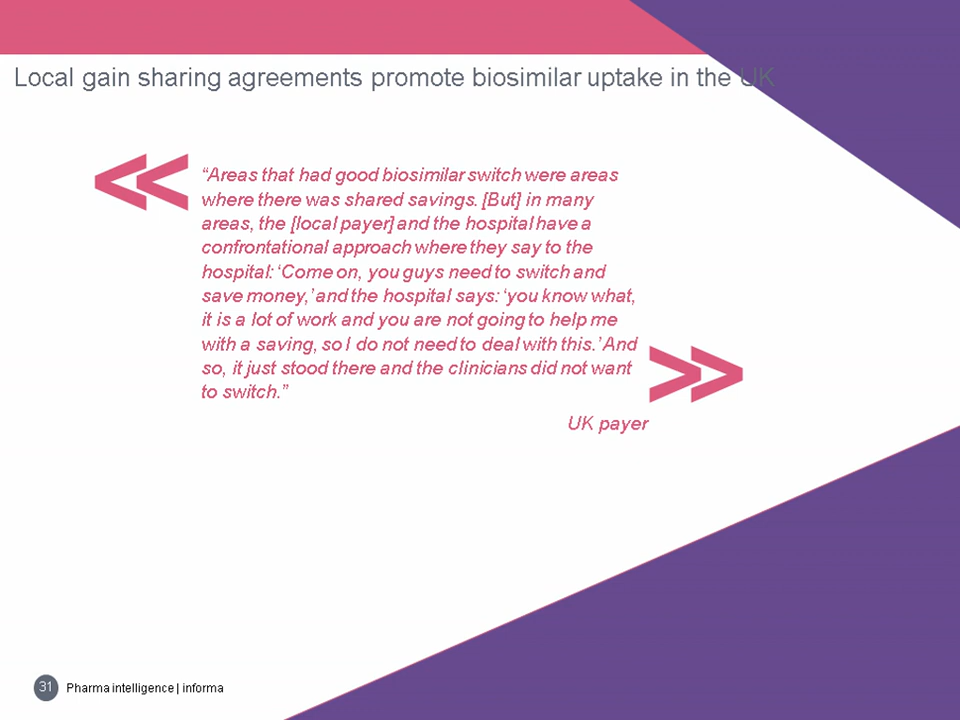 Local gain sharing agreements promote biosimilar uptake in the UK
“Areas that had good biosimilar switch were areas
where there was shared savings. [But] in many
areas, the [local payer] and the hospital have a
confrontational approach where they say to the
hospital: ‘Come on, you guys need to switch and
save money,’ and the hospital says: ‘you know what,
it is a lot of work and you are not going to help me
with a saving, so I do not need to deal with this.’ And
so, it just stood there and the clinicians did not want
to switch.”
UK payer
31 Pharma intelligence | informa